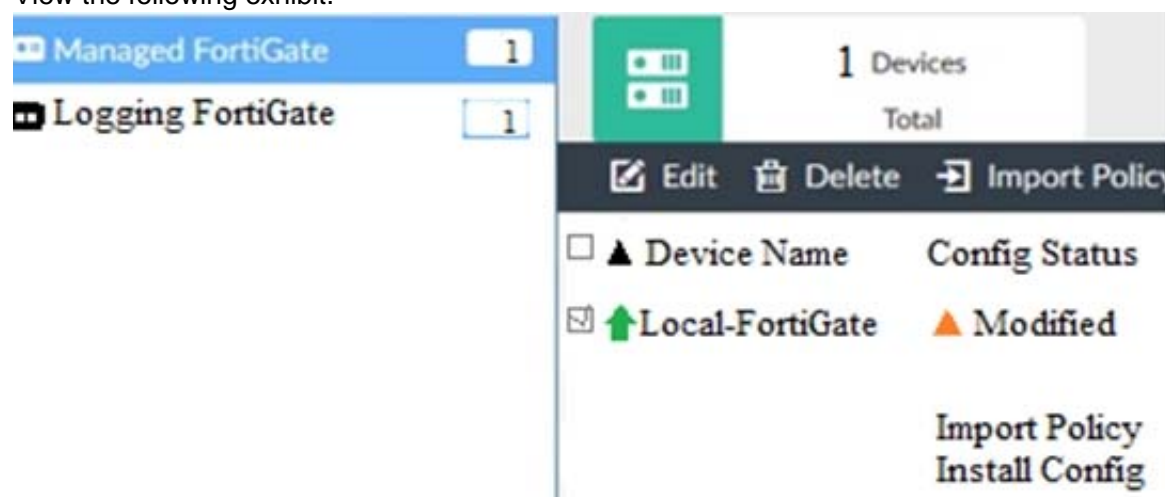 View the following exhibit.
Managed FortiGate 1
Logging FortiGate 1
1 Devices
Total
Edit Delete Import Policy
Device Name Config Status
Local-FortiGate Modified
Import Policy
Install Config